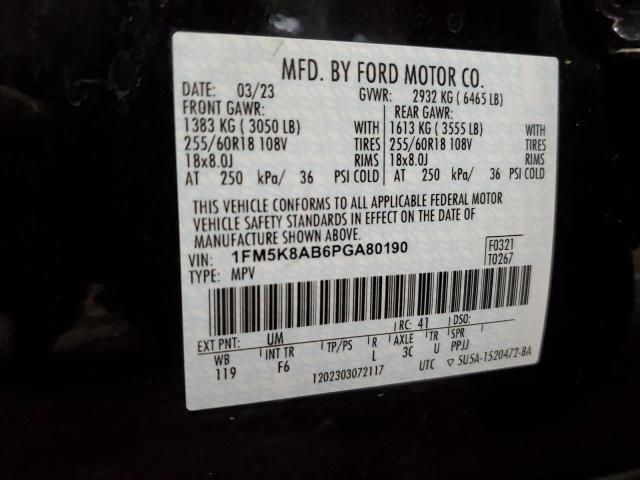 MFD. BY FORD MOTOR CO.
DATE: 03/23 GVWR: 2932 KG ( 6465 LB)
FRONT GAWR: REAR GAWR:
1383 KG ( 3050 LB) WITH 1613 KG ( 3555 LB) WITH
255/60R18 108V TIRES 255/60R18 108V TIRES
18x8.0J RIMS 18x8.0J RIMS
AT 250 kPa/ 36 PSI COLD AT 250 kPa/ 36 PSI COLD
THIS VEHICLE CONFORMS TO ALL APPLICABLE FEDERAL MOTOR
VEHICLE SAFETY STANDARDS IN EFFECT ON THE DATE OF
MANUFACTURE SHOWN ABOVE.
VIN: 1FM5K8AB6PGA80190 F0321
TYPE: MPV T0267
EXT PNT: UM RC: 41 DSO:
WB INT TR TP/PS R AXLE TR SPR
119 F6 L 3C U PPJJ
1202303072117 UTC ▽ 5U5A-1520472-BA